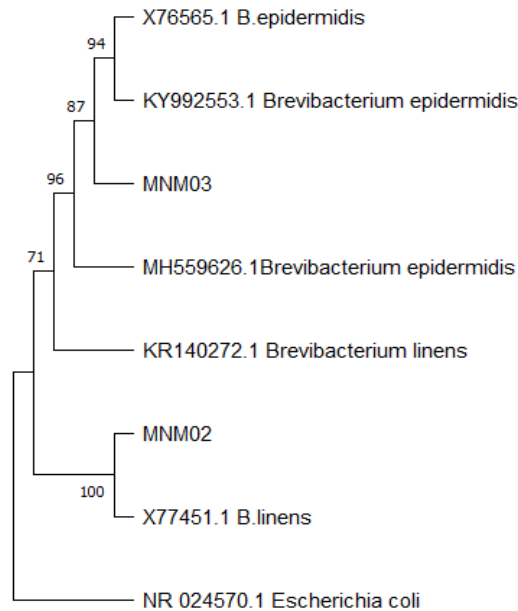 X76565.1 B.epidermidis
94
KY992553.1 Brevibacterium epidermidis
87
MNM03
96
MH559626.1Brevibacterium epidermidis
71
KR140272.1 Brevibacterium linens
MNM02
100
X77451.1 B.linens
NR 024570.1 Escherichia coli